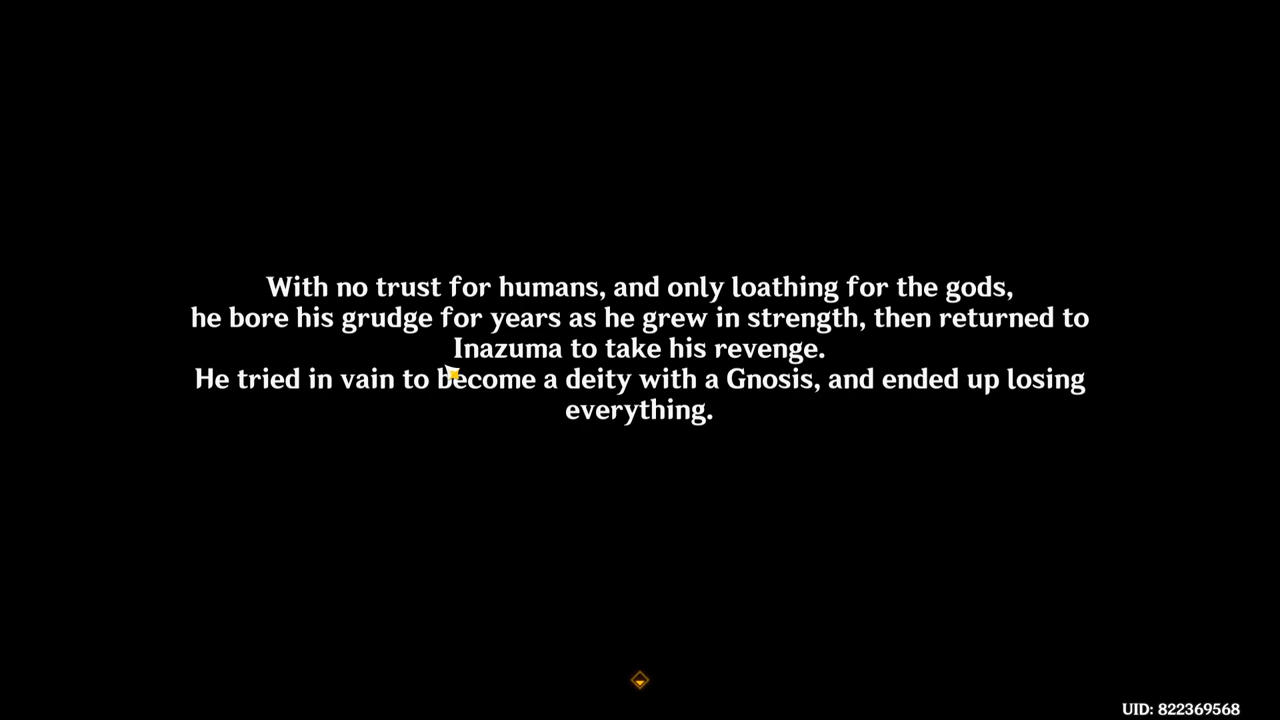 With no trust for humans, and only loathing for the gods,
he bore his grudge for years as he grew in strength, then returned to
Inazuma to take his revenge.
He tried in vain to become a deity with a Gnosis, and ended up losing
everything.
UID: 822369568